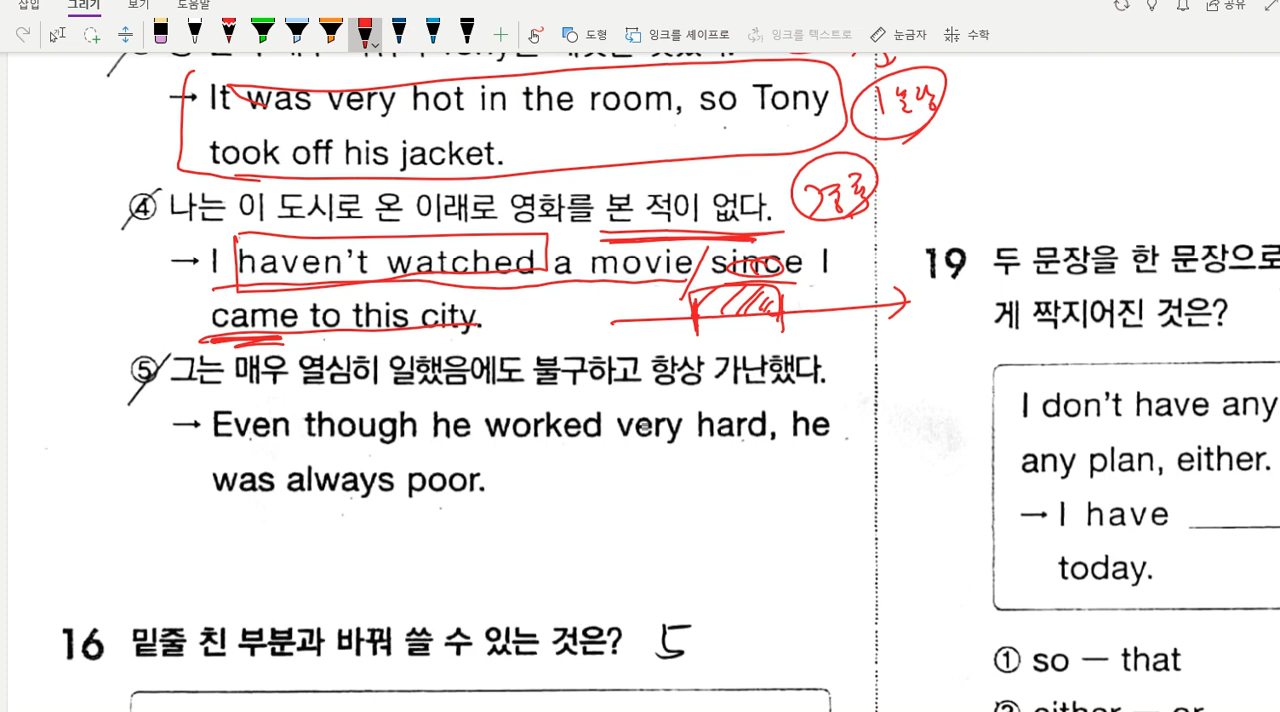 삽입 그리기 보기 도움말 공유
도형 잉크를 셰이프로 잉크를 텍스트로 눈금자 수학
→ It was very hot in the room, so Tony
took off his jacket.
④ 나는 이 도시로 온 이래로 영화를 본 적이 없다.
→ I haven't watched a movie since I
came to this city.
⑤ 그는 매우 열심히 일했음에도 불구하고 항상 가난했다.
→ Even though he worked very hard, he
was always poor.
16 밑줄 친 부분과 바꿔 쓸 수 있는 것은? 5
19 두 문장을 한 문장으로
게 짝지어진 것은?
I don't have any
any plan, either.
→ I have ______
today.
① so — that
② either — or